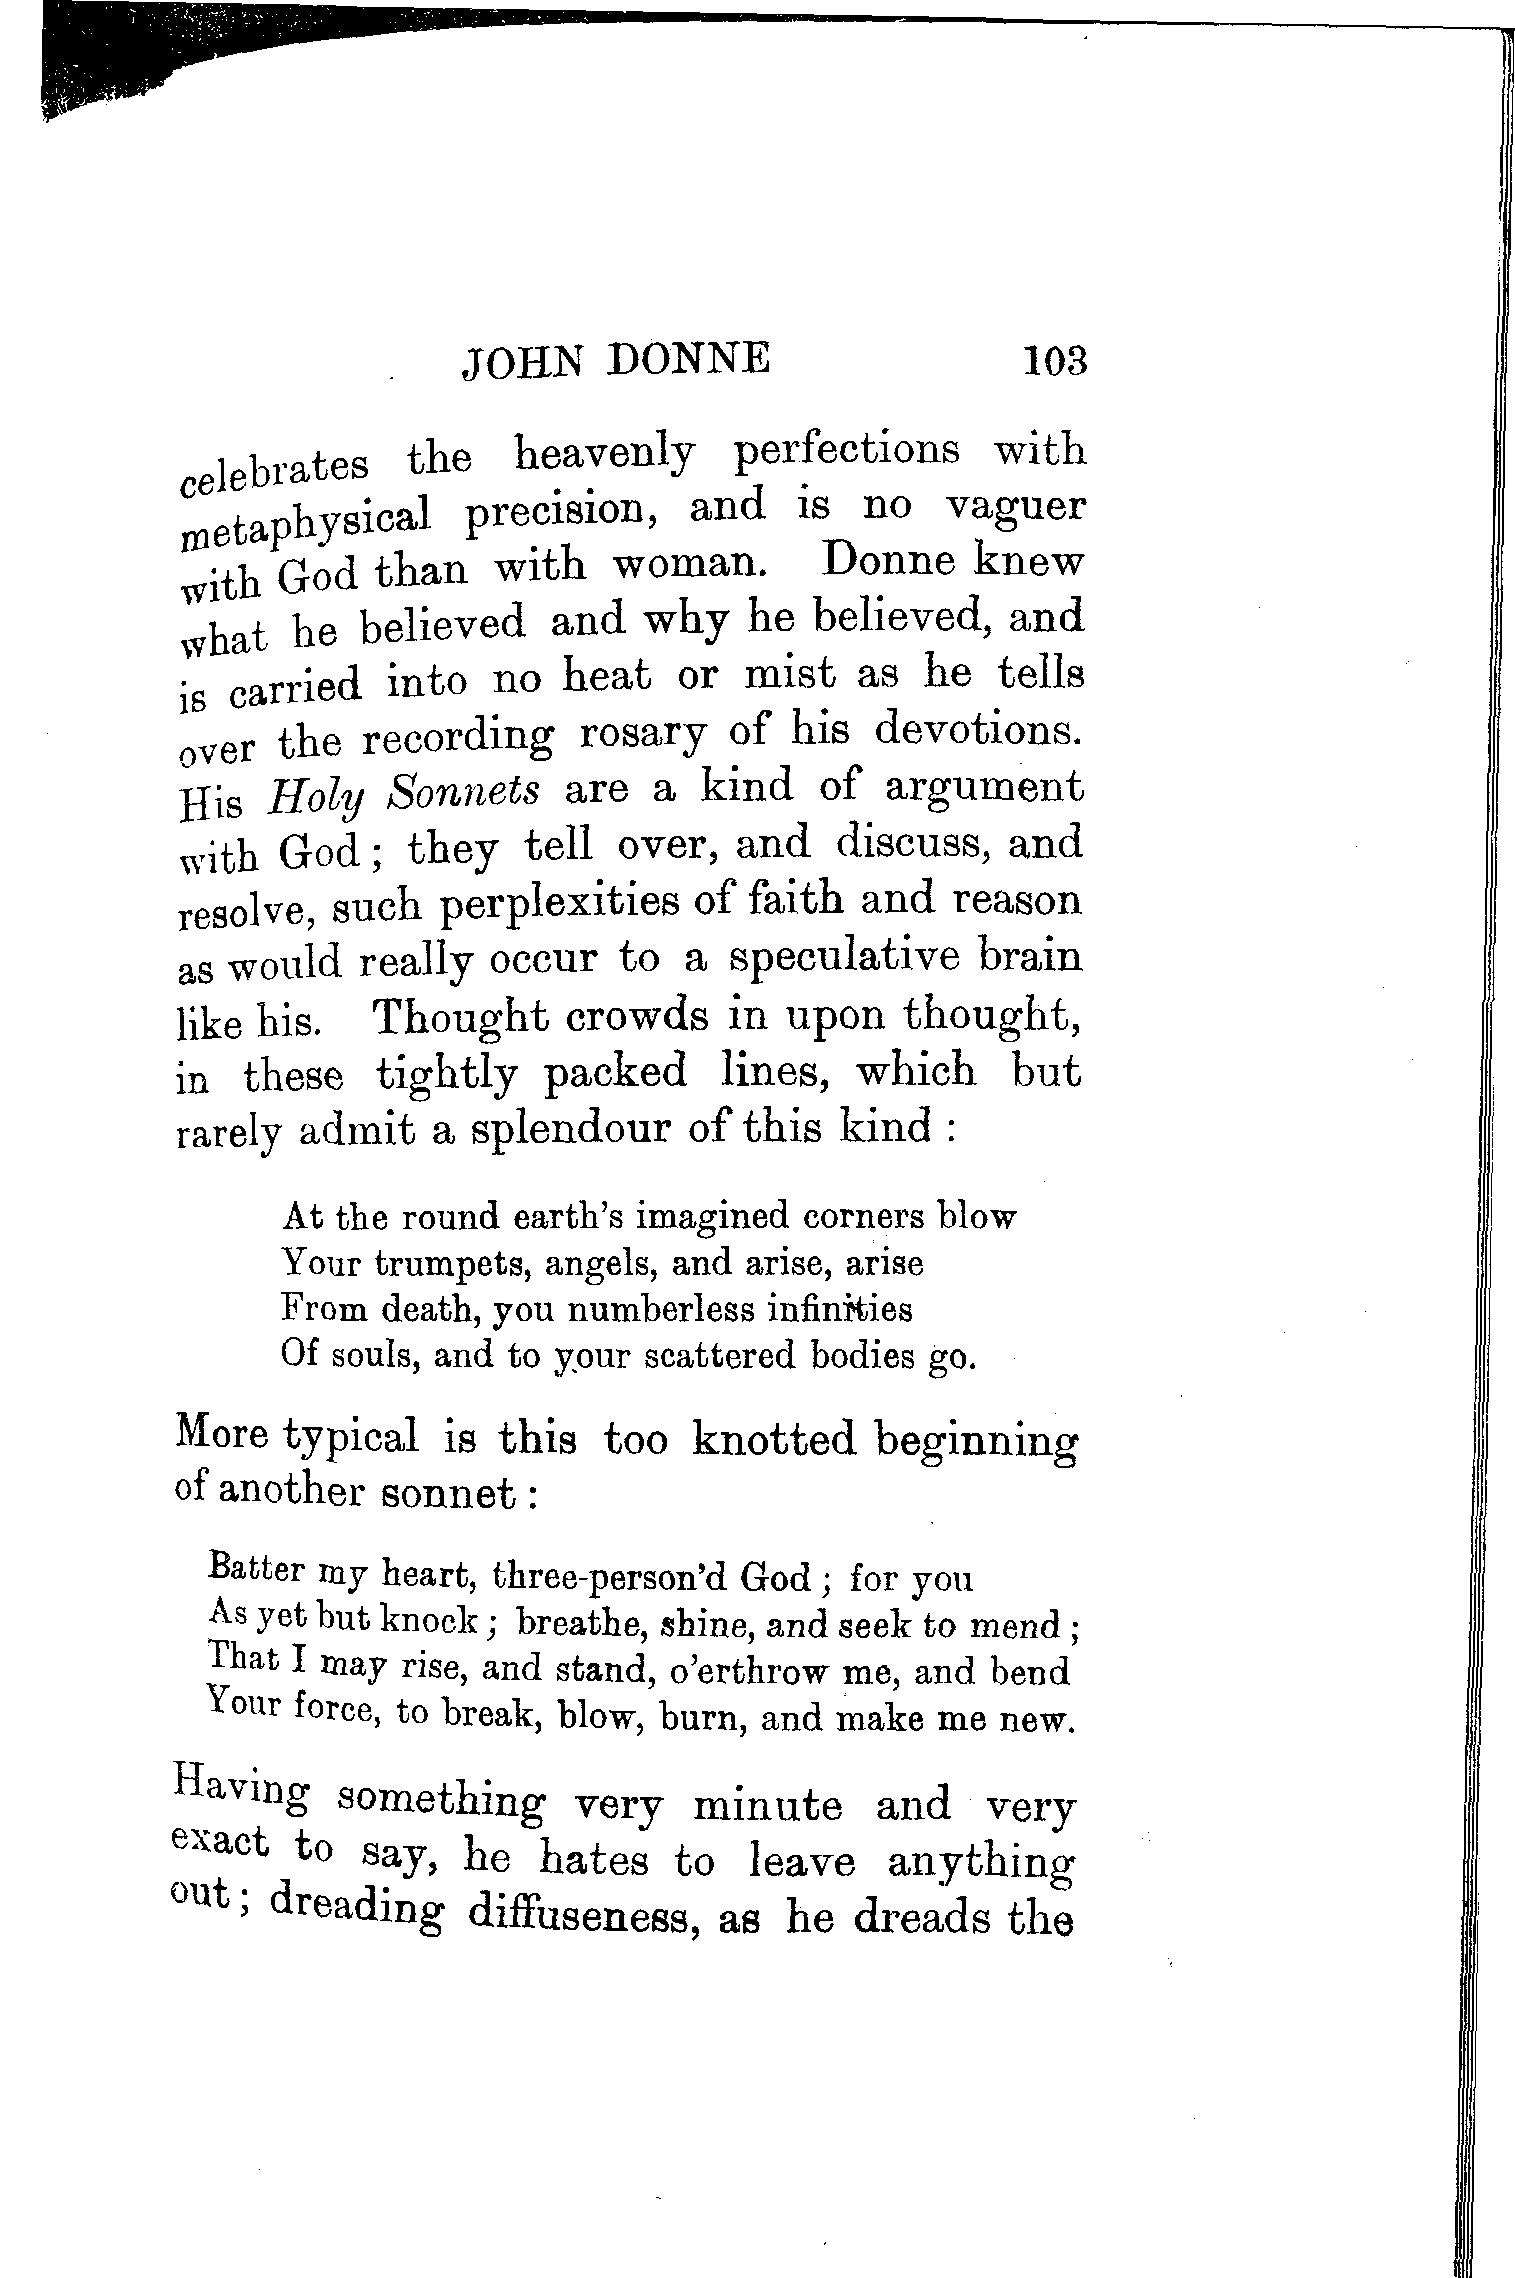 JOHN DONNE 103
celebrates the heavenly perfections with
metaphysical precision, and is no vaguer
with God than with woman. Donne knew
what he believed and why he believed, and
is carried into no heat or mist as he tells
over the recording rosary of his devotions.
His Holy Sonnets are a kind of argument
with God; they tell over, and discuss, and
resolve, such perplexities of faith and reason
as would really occur to a speculative brain
like his. Thought crowds in upon thought,
in these tightly packed lines, which but
rarely admit a splendour of this kind:
At the round earth's imagined corners blow
Your trumpets, angels, and arise, arise
From death, you numberless infinities
Of souls, and to your scattered bodies go.
More typical is this too knotted beginning
of another sonnet:
Batter my heart, three-person'd God; for you
As yet but knock; breathe, shine, and seek to mend;
That I may rise, and stand, o'erthrow me, and bend
Your force, to break, blow, burn, and make me new.
Having something very minute and very
exact to say, he hates to leave anything
out; dreading diffuseness, as he dreads the